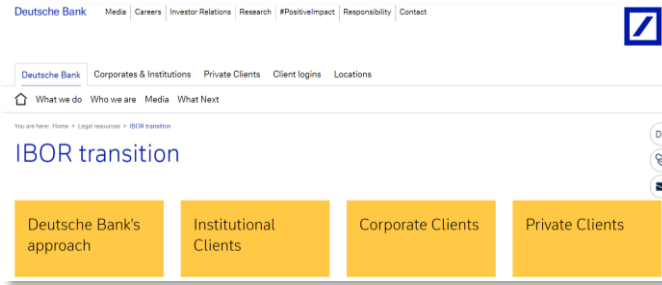 Deutsche Bank Media Careers Investor Relations Research #PositiveImpact Responsibility Contact
Deutsche Bank Corporates & Institutions Private Clients Client logins Locations
What we do Who we are Media What Next
You are here: Home > Legal resources > IBOR transition
D
IBOR transition
Deutsche Bank's Institutional Corporate Clients Private Clients
approach Clients